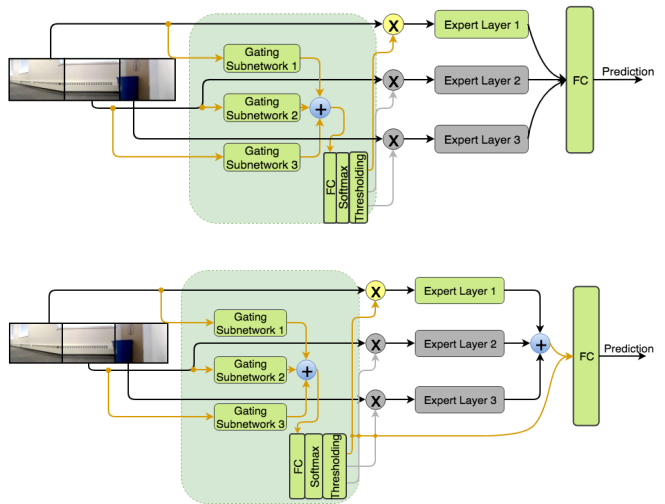 Expert Layer 1
Gating
Subnetwork 1
Expert Layer 2
Gating
Subnetwork 2
Expert Layer 3
Gating
Subnetwork 3
X
X
X
+
FC
Softmax
Thresholding
FC
Prediction
Expert Layer 1
Gating
Subnetwork 1
Expert Layer 2
Gating
Subnetwork 2
Expert Layer 3
Gating
Subnetwork 3
X
X
X
+
+
FC
Softmax
Thresholding
FC
Prediction